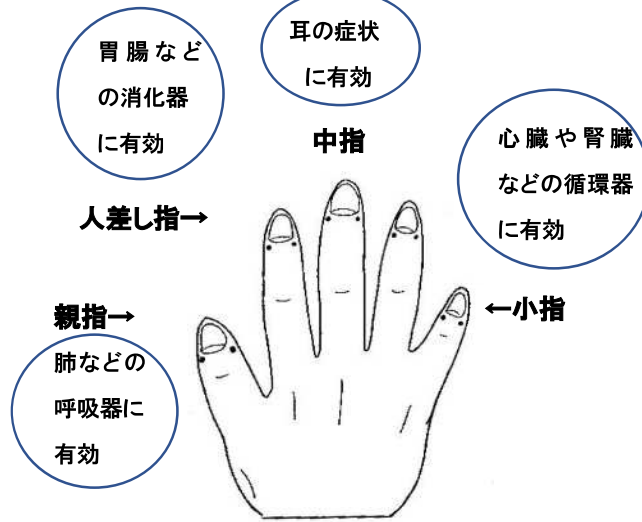 胃腸など
の消化器
に有効
耳の症状
に有効
中指
心臓や腎臓
などの循環器
に有効
人差し指→
親指→
←小指
肺などの
呼吸器に
有効